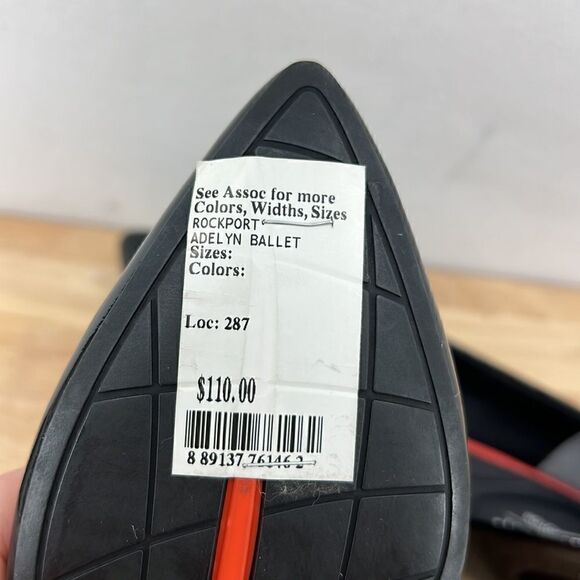 See Assoc for more
Colors, Widths, Sizes
ROCKPORT
ADELYN BALLET
Sizes:
Colors:
Loc: 287
$110.00
8 89137 76146 2